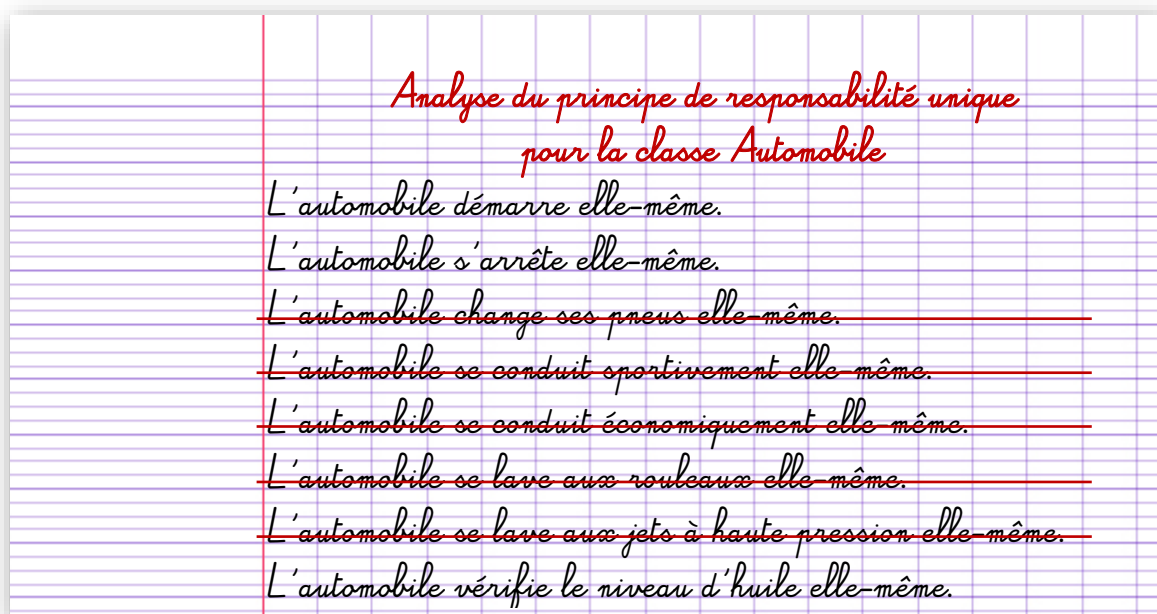 Analyse du principe de responsabilité unique
pour la classe Automobile
L'automobile démarre elle-même.
L'automobile s'arrête elle-même.
L'automobile change ses pneus elle-même.
L'automobile se conduit sportivement elle-même.
L'automobile se conduit économiquement elle-même.
L'automobile se lave aux rouleaux elle-même.
L'automobile se lave aux jets à haute pression elle-même.
L'automobile vérifie le niveau d'huile elle-même.